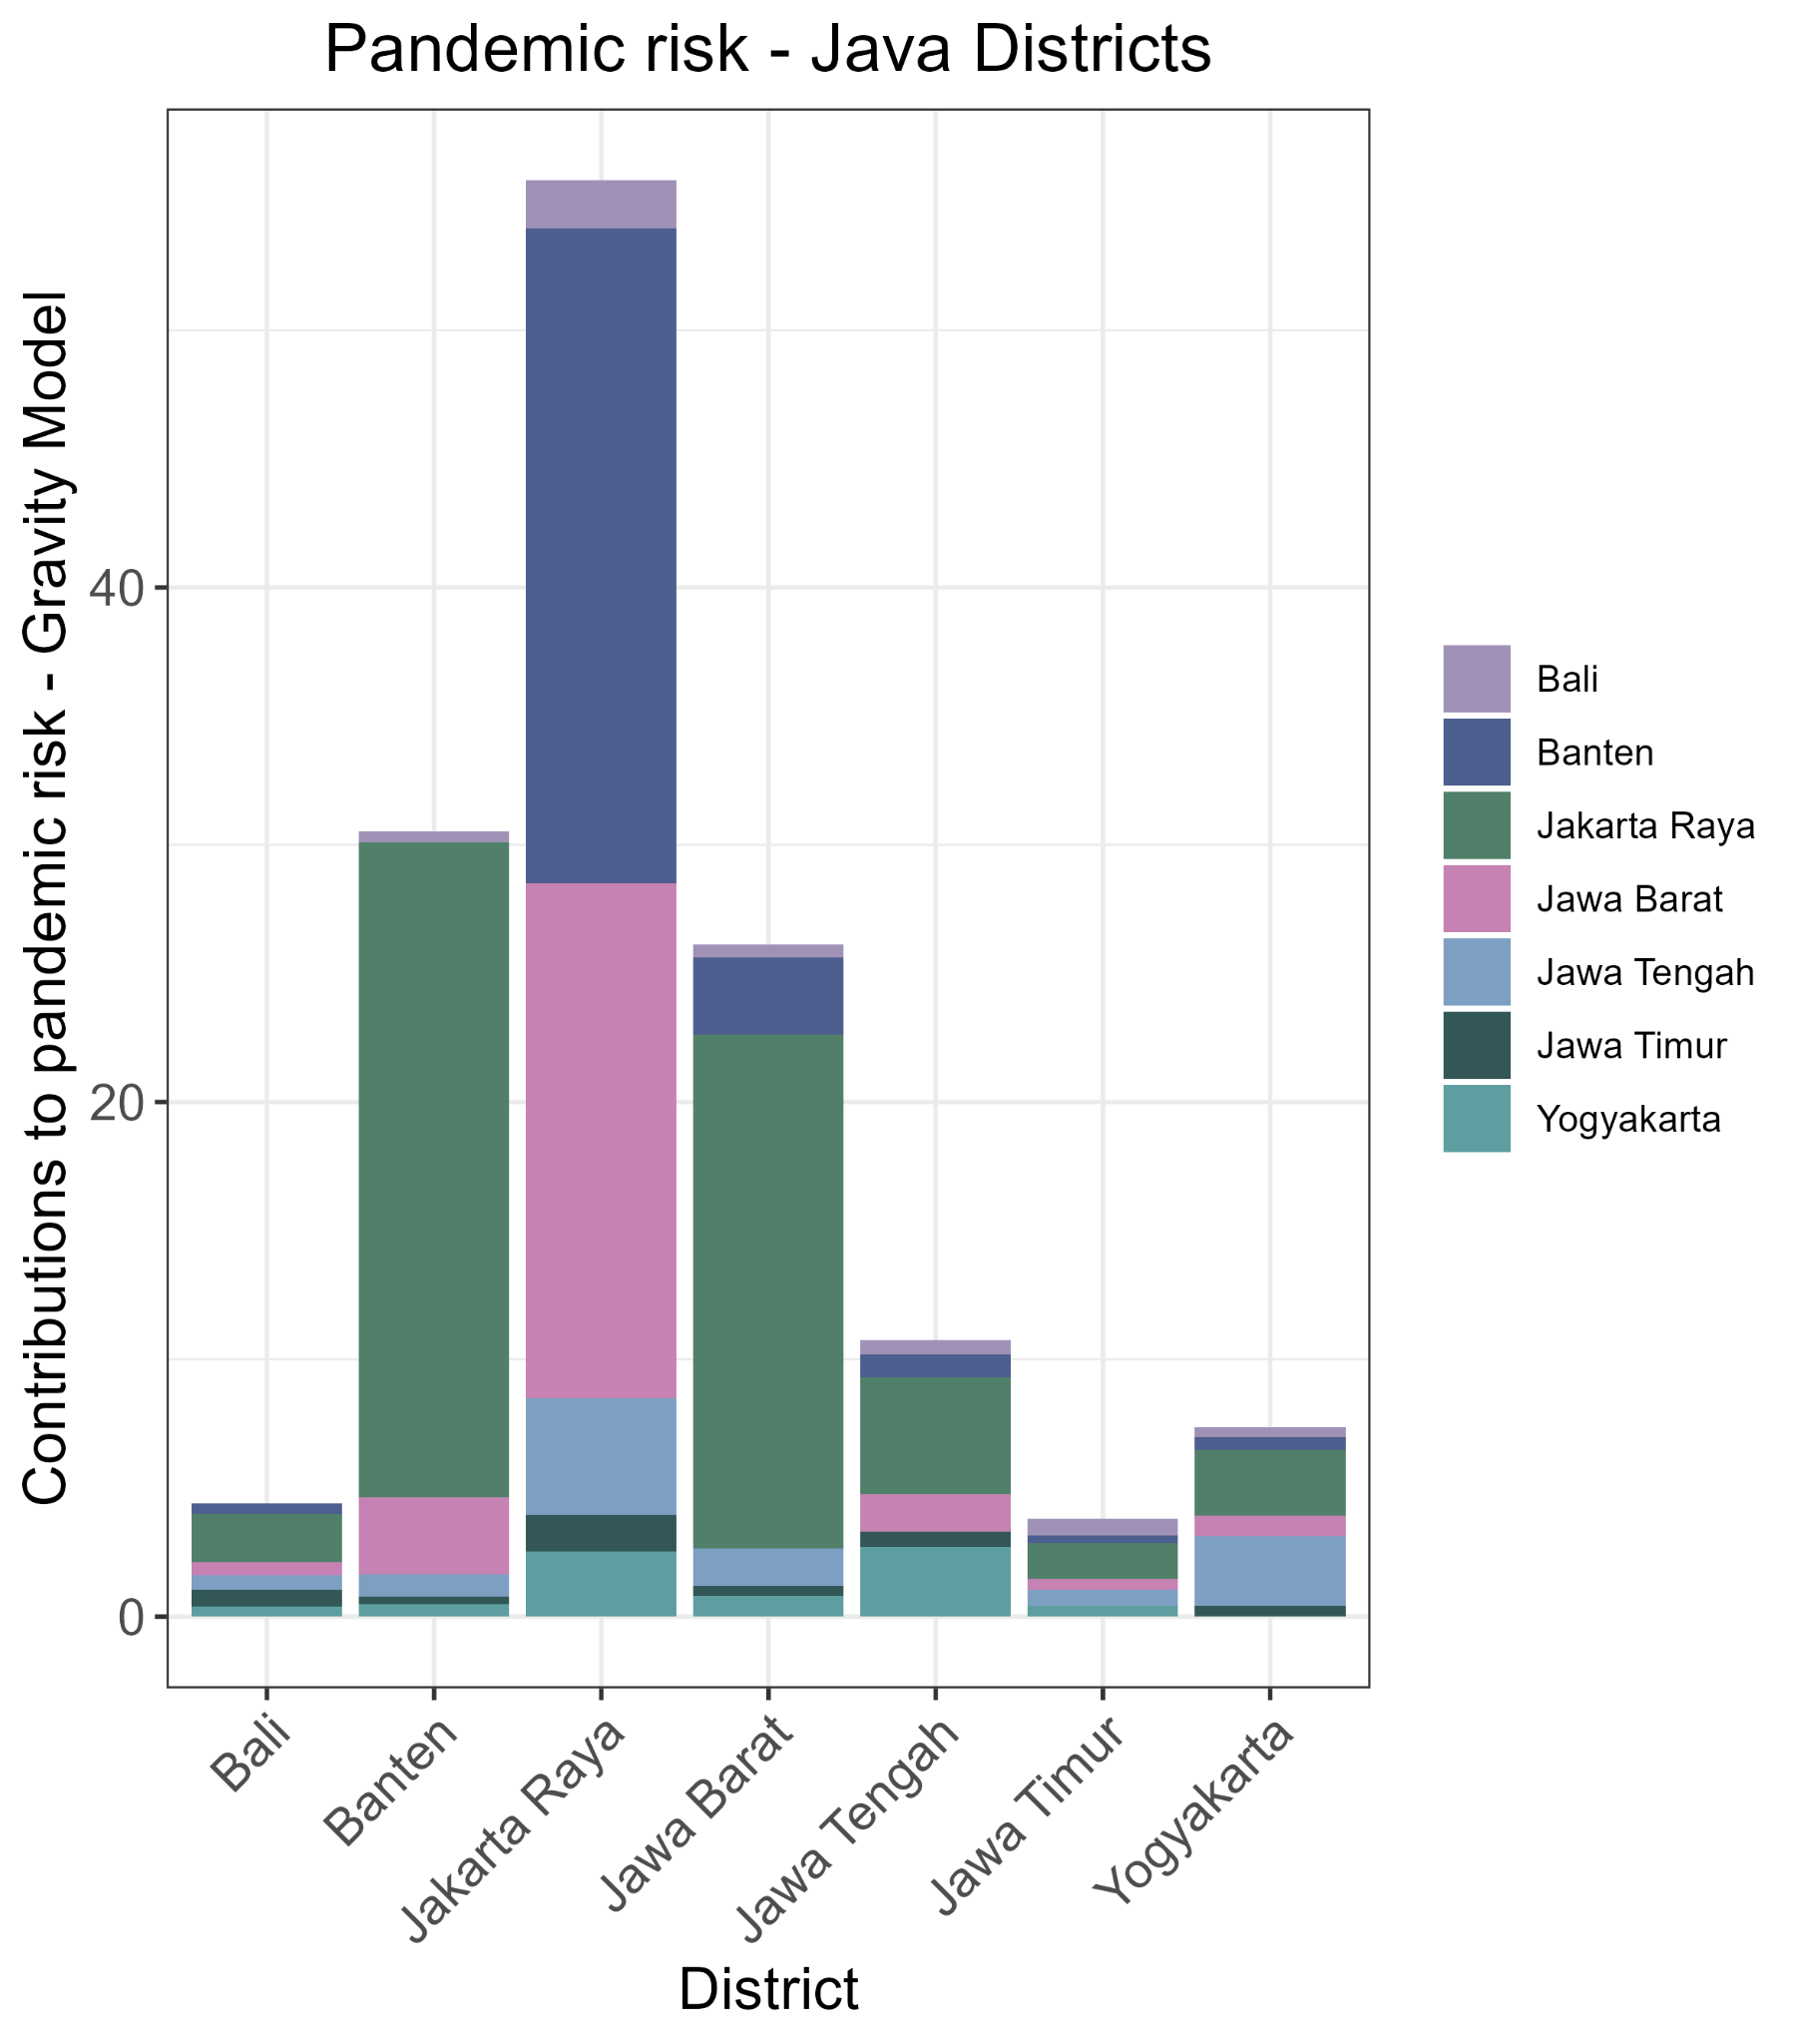 Pandemic risk - Java Districts
Contributions to pandemic risk - Gravity Model
40
20
0
Bali
Banten
Jakarta Raya
Jawa Barat
Jawa Tengah
Jawa Timur
Yogyakarta
District
Bali
Banten
Jakarta Raya
Jawa Barat
Jawa Tengah
Jawa Timur
Yogyakarta